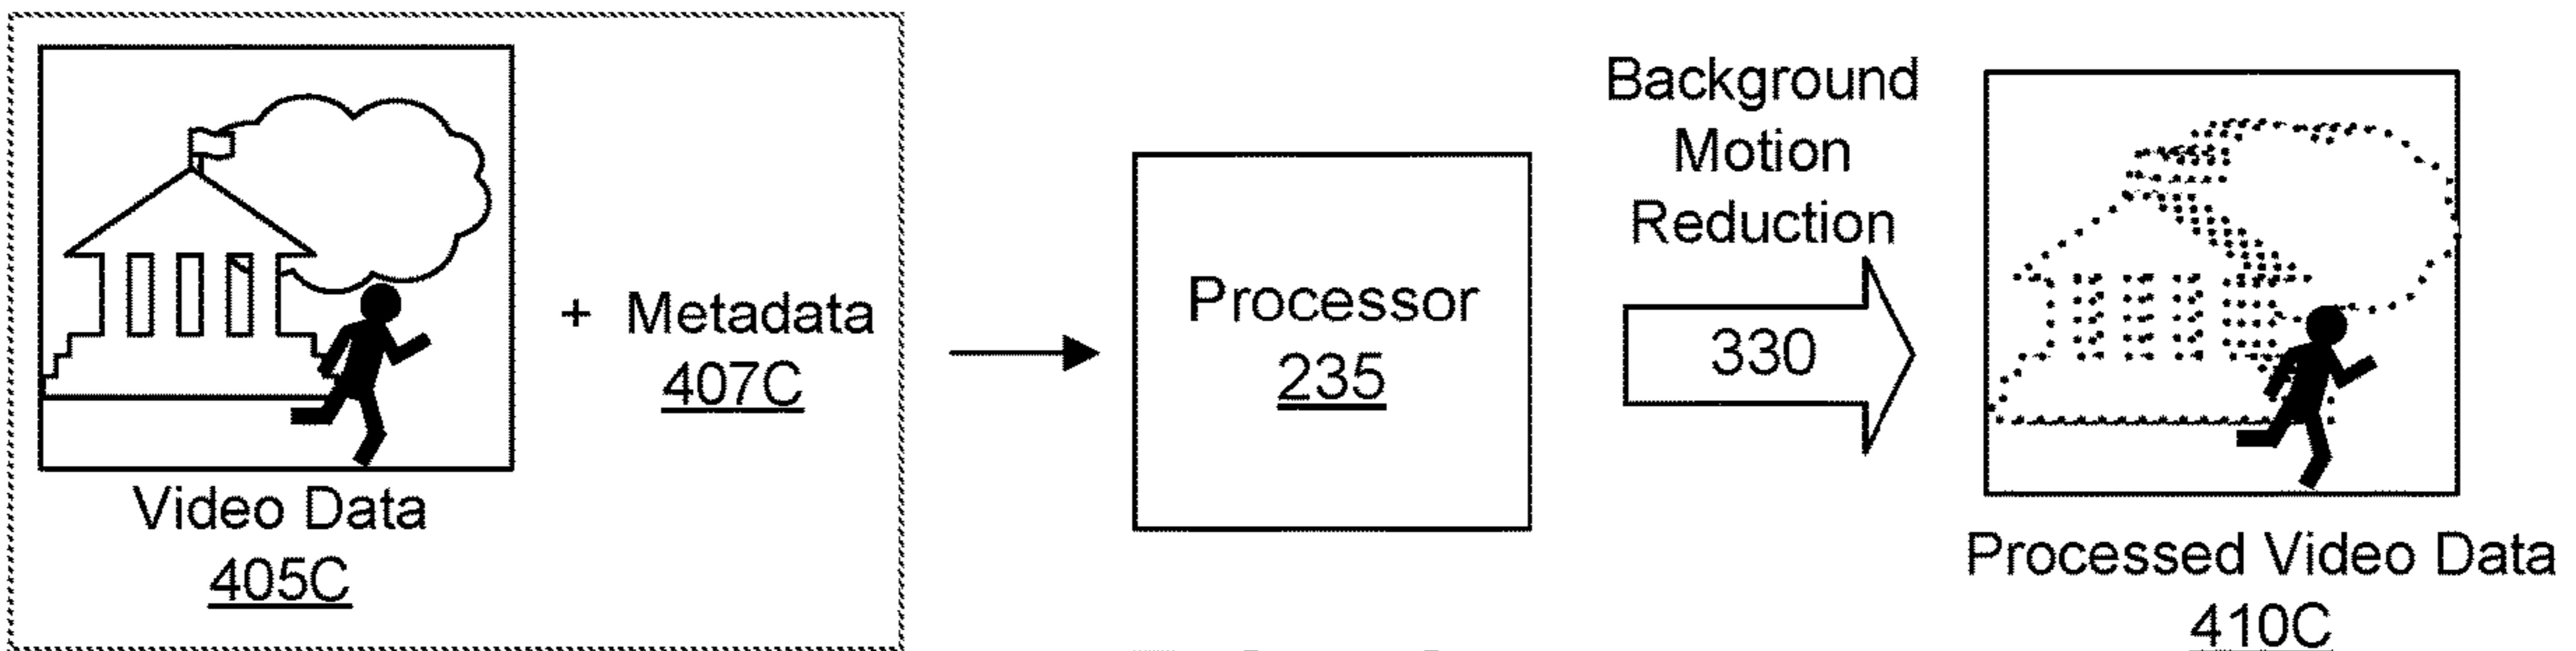 Video Data
405C
+ Metadata
407C
Processor
235
Background
Motion
Reduction
330
Processed Video Data
410C